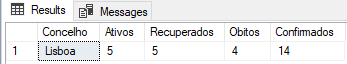 Results Messages
Concelho Ativos Recuperados Obitos Confirmados
1 Lisboa 5 5 4 14